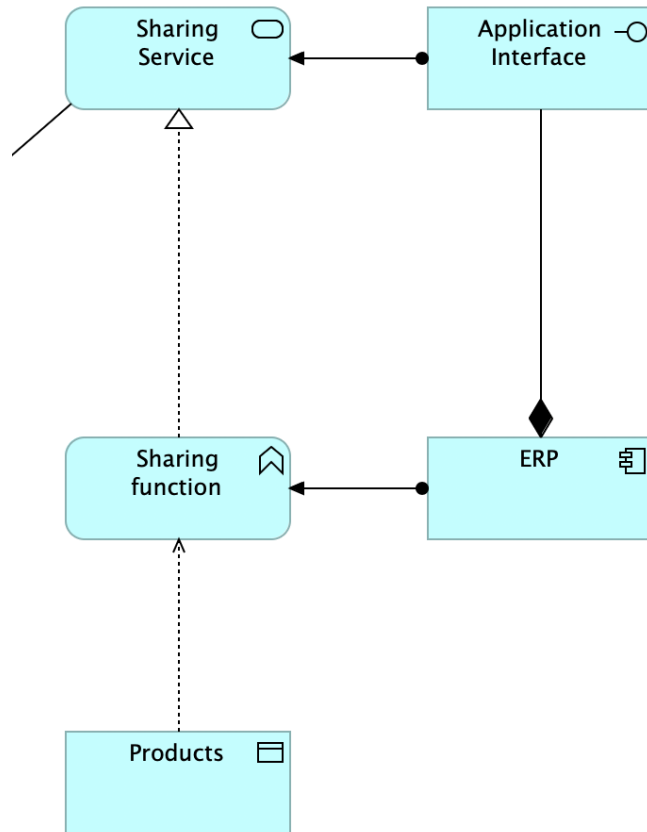 Sharing
Service
Application
Interface
Sharing
function
ERP
Products